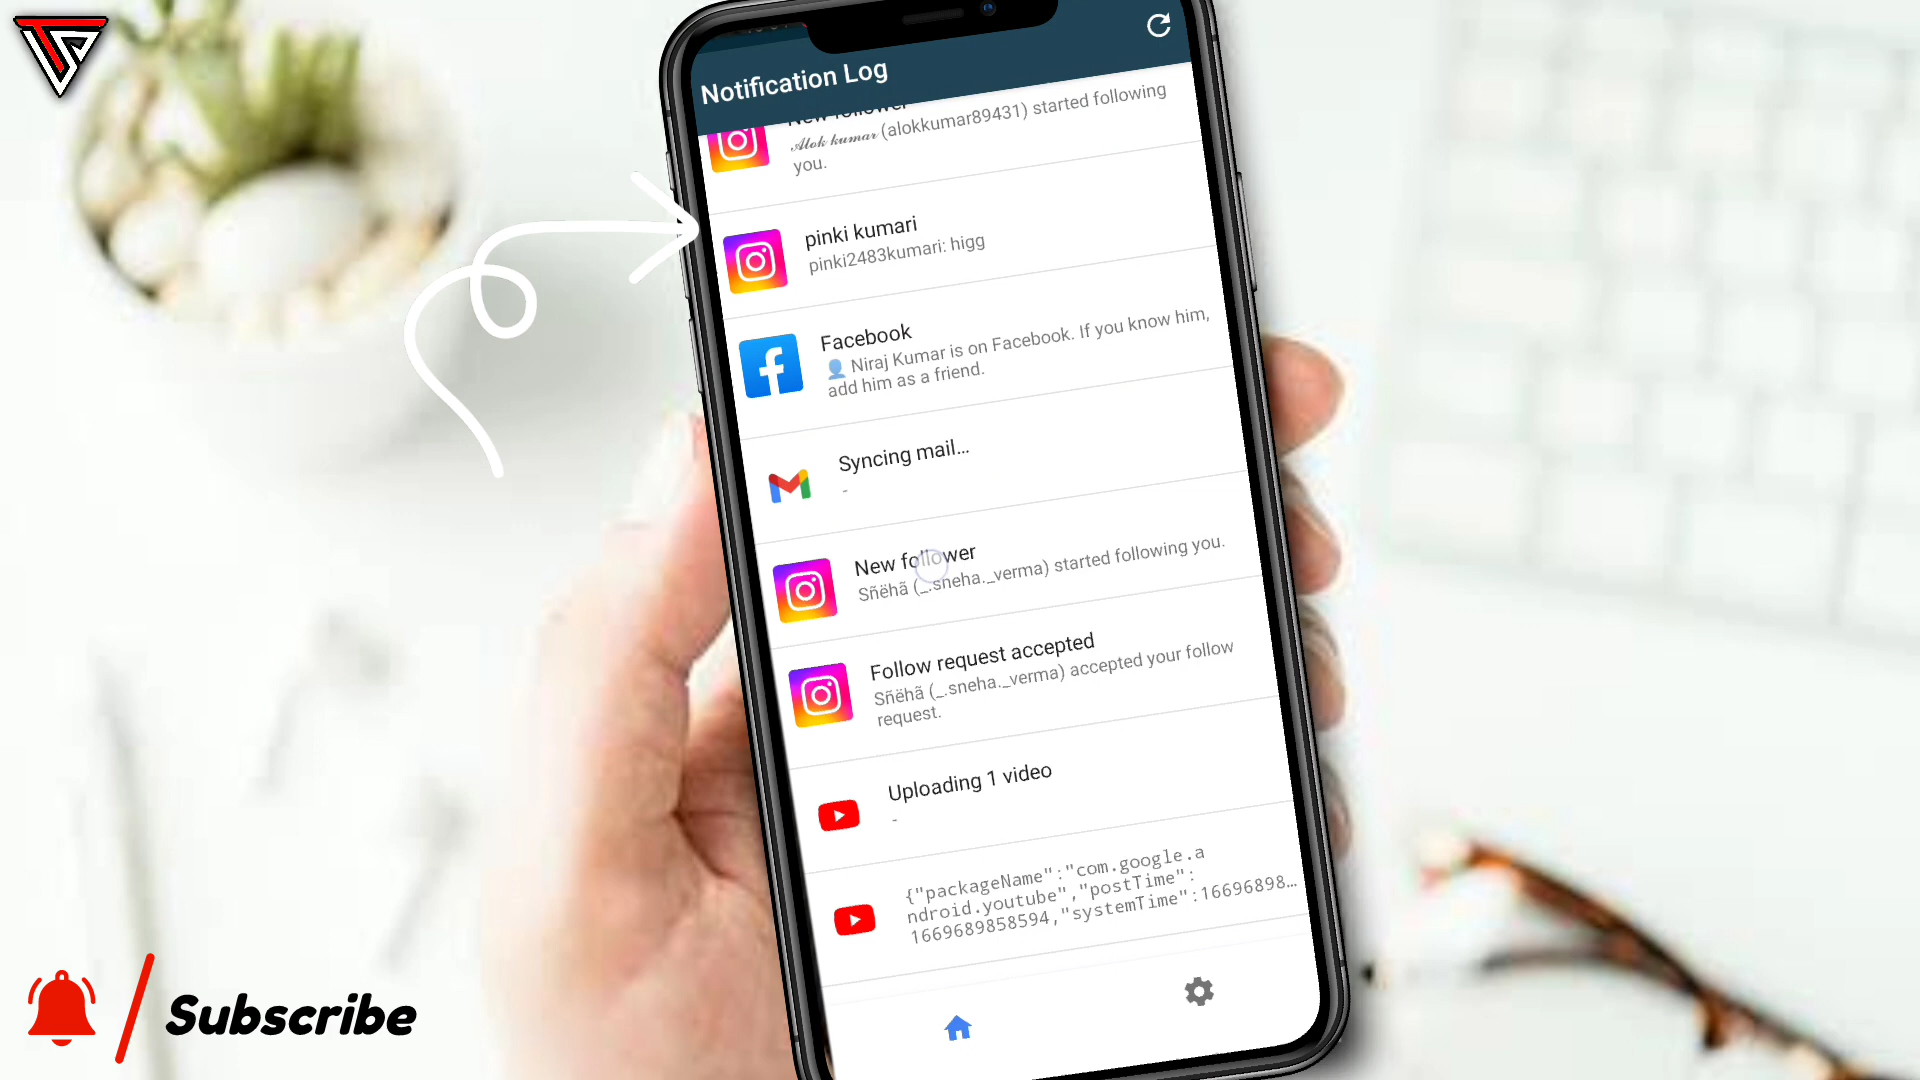 Notification Log
New follower
Alok kumar (alokkumar89431) started following
you.
pinki kumari
pinki2483kumari: higg
Facebook
👤 Niraj Kumar is on Facebook. If you know him,
add him as a friend.
Syncing mail…
-
New follower
Sñëhã (_.sneha._verma) started following you.
Follow request accepted
Sñëhã (_.sneha._verma) accepted your follow
request.
Uploading 1 video
-
{"packageName":"com.google.a
ndroid.youtube","postTime":
1669689858594,"systemTime":16696898…
Subscribe